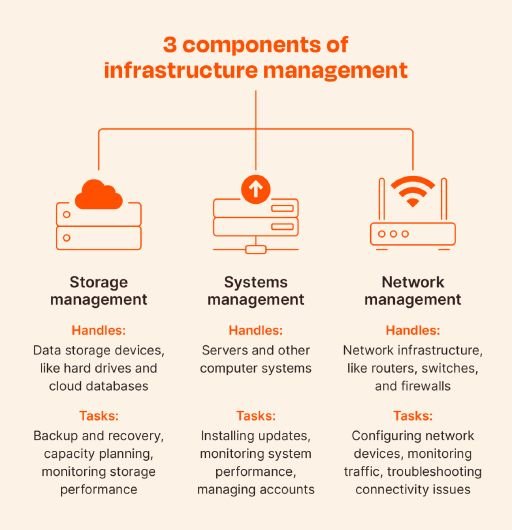 3 components of
infrastructure management
Storage
management
Handles:
Data storage devices,
like hard drives and
cloud databases
Tasks:
Backup and recovery,
capacity planning,
monitoring storage
performance
Systems
management
Handles:
Servers and other
computer systems
Tasks:
Installing updates,
monitoring system
performance,
managing accounts
Network
management
Handles:
Network infrastructure,
like routers, switches,
and firewalls
Tasks:
Configuring network
devices, monitoring
traffic, troubleshooting
connectivity issues